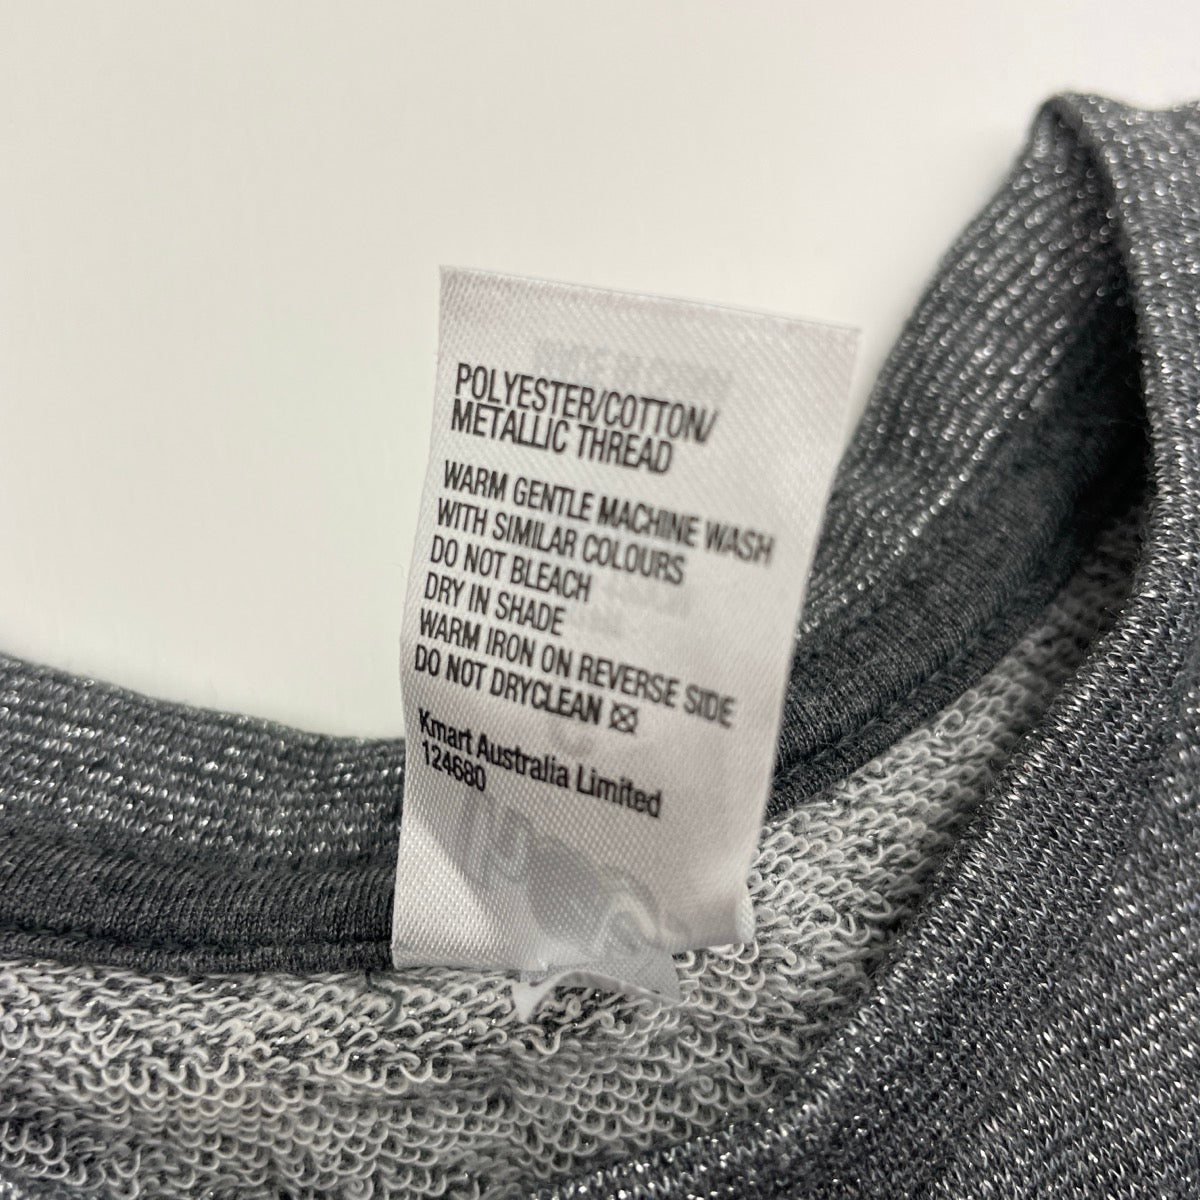 POLYESTER/COTTON/
METALLIC THREAD
WARM GENTLE MACHINE WASH
WITH SIMILAR COLOURS
DO NOT BLEACH
DRY IN SHADE
WARM IRON ON REVERSE SIDE
DO NOT DRYCLEAN
Kmart Australia Limited
124680